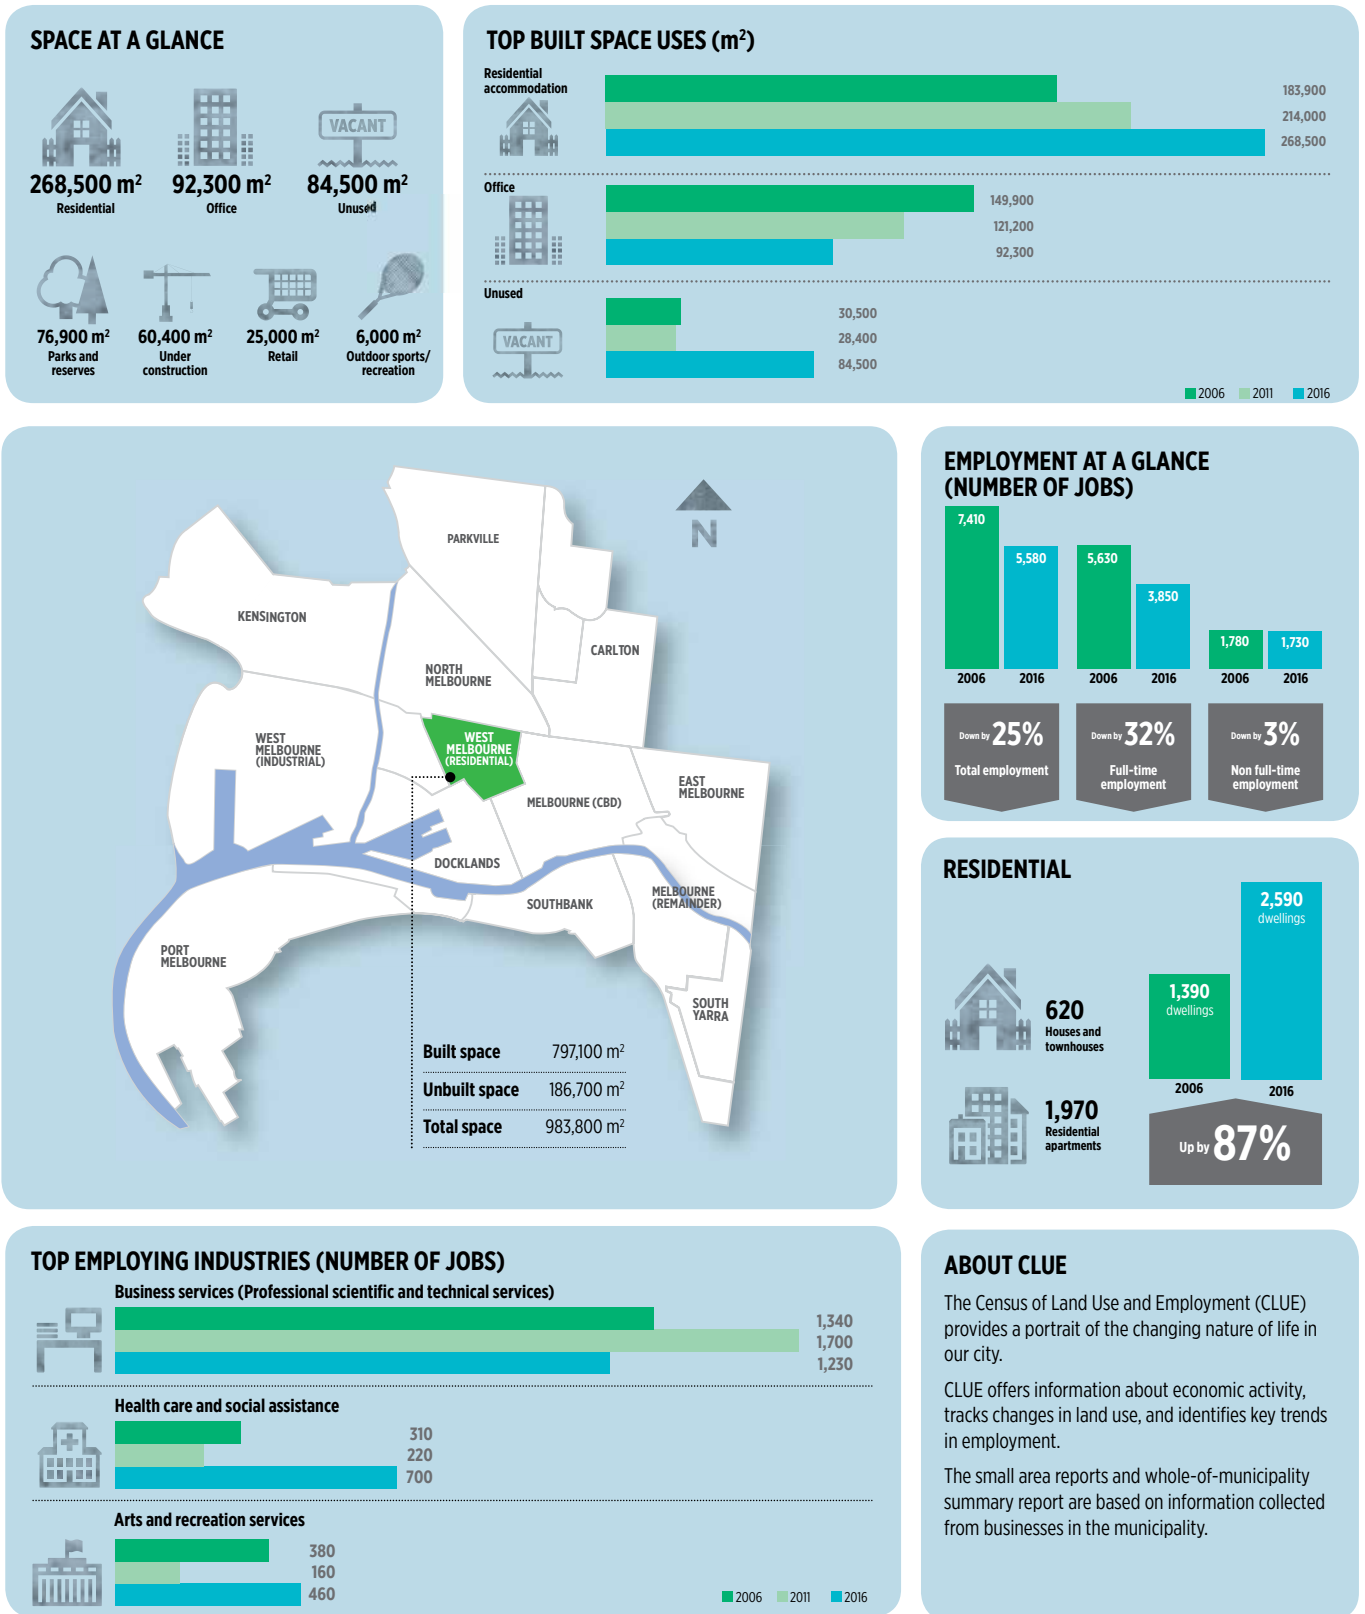 SPACE AT A GLANCE
VACANT
268,500 m²
Residential
92,300 m²
Office
84,500 m²
Unused
76,900 m²
Parks and
reserves
60,400 m²
Under
construction
25,000 m²
Retail
6,000 m²
Outdoor sports/
recreation
TOP BUILT SPACE USES (m²)
Residential
accommodation
183,900
214,000
268,500
Office
149,900
121,200
92,300
Unused
VACANT
30,500
28,400
84,500
2006 2011 2016
N
PARKVILLE
KENSINGTON
CARLTON
NORTH
MELBOURNE
WEST
MELBOURNE
(INDUSTRIAL)
WEST
MELBOURNE
(RESIDENTIAL)
EAST
MELBOURNE
MELBOURNE (CBD)
DOCKLANDS
MELBOURNE
(REMAINDER)
SOUTHBANK
PORT
MELBOURNE
SOUTH
YARRA
Built space 797,100 m²
Unbuilt space 186,700 m²
Total space 983,800 m²
EMPLOYMENT AT A GLANCE
(NUMBER OF JOBS)
7,410
5,580
5,630
3,850
1,780
1,730
2006 2016 2006 2016 2006 2016
Down by 25%
Total employment
Down by 32%
Full-time
employment
Down by 3%
Non full-time
employment
RESIDENTIAL
620
Houses and
townhouses
1,970
Residential
apartments
1,390
dwellings
2006
2,590
dwellings
2016
Up by 87%
TOP EMPLOYING INDUSTRIES (NUMBER OF JOBS)
Business services (Professional scientific and technical services)
1,340
1,700
1,230
Health care and social assistance
310
220
700
Arts and recreation services
380
160
460
2006 2011 2016
ABOUT CLUE
The Census of Land Use and Employment (CLUE)
provides a portrait of the changing nature of life in
our city.
CLUE offers information about economic activity,
tracks changes in land use, and identifies key trends
in employment.
The small area reports and whole-of-municipality
summary report are based on information collected
from businesses in the municipality.